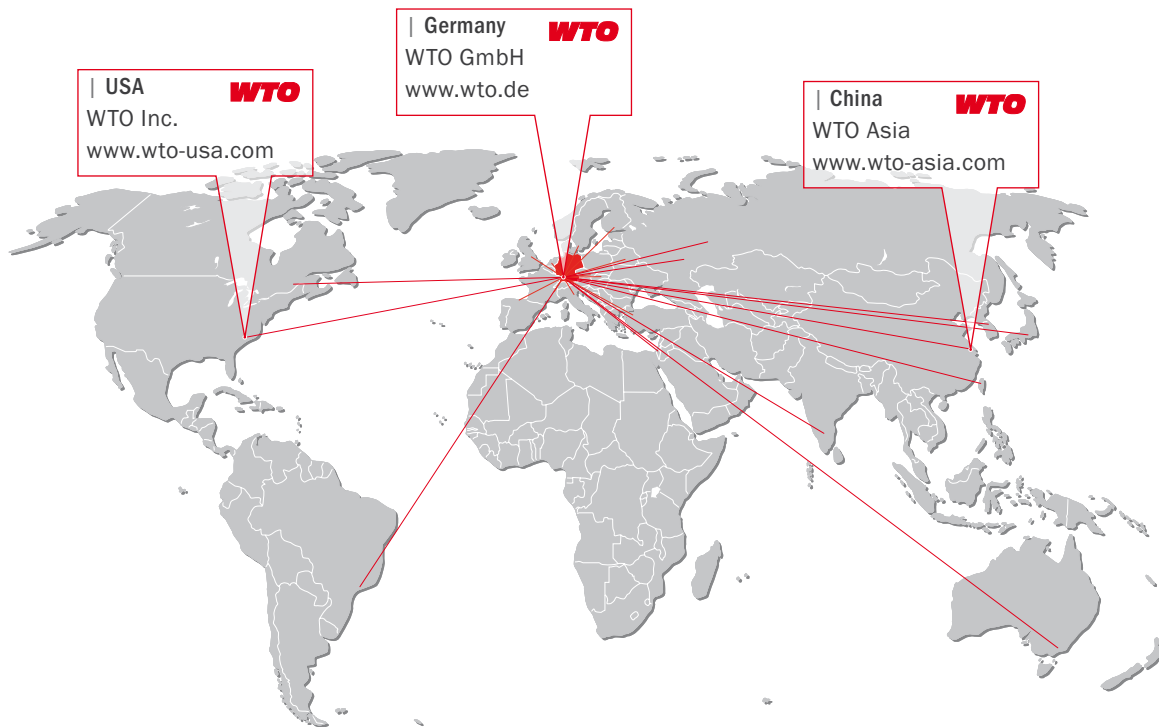 | Germany WTO
WTO GmbH
www.wto.de
| USA WTO
WTO Inc.
www.wto-usa.com
| China WTO
WTO Asia
www.wto-asia.com